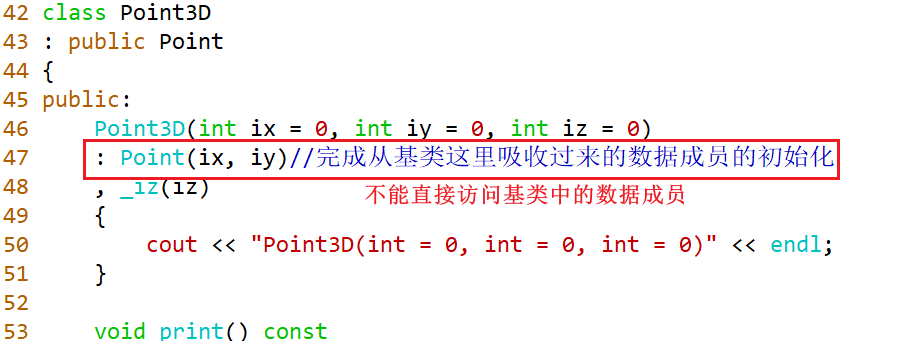 42 class Point3D
43 : public Point
44 {
45 public:
46     Point3D(int ix = 0, int iy = 0, int iz = 0)
47     : Point(ix, iy)//完成从基类这里吸收过来的数据成员的初始化
48     , _iz(iz)
不能直接访问基类中的数据成员
49     {
50         cout << "Point3D(int = 0, int = 0, int = 0)" << endl;
51     }
52
53     void print() const